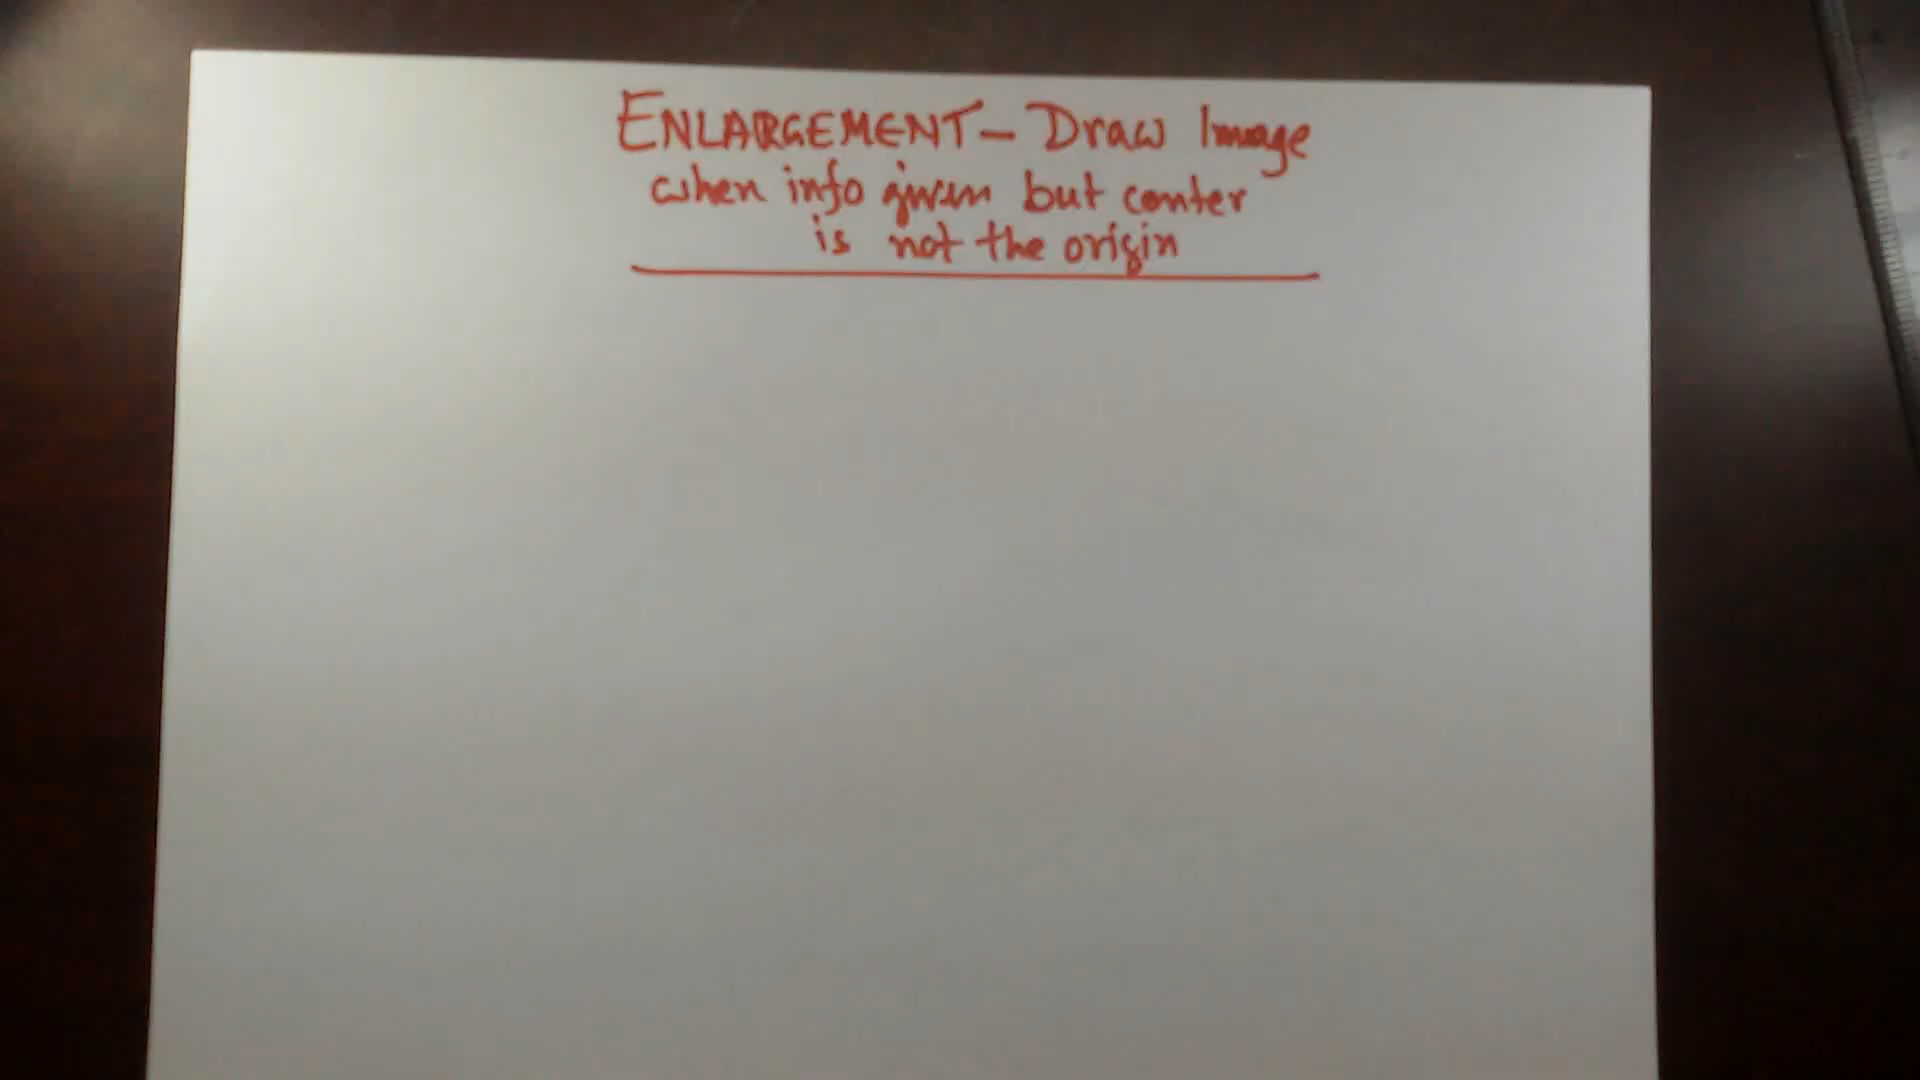 ENLARGEMENT - Draw Image
when info given but center
is not the origin